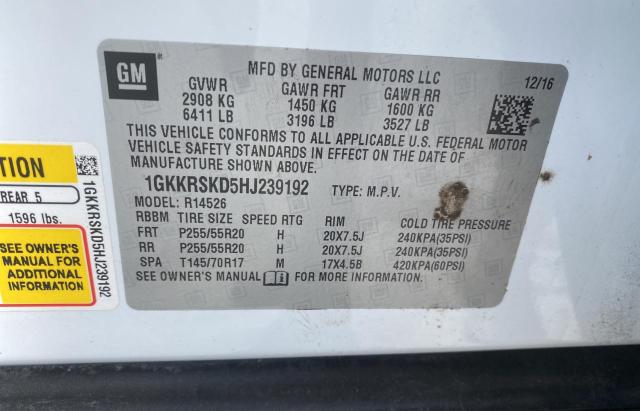 GM
MFD BY GENERAL MOTORS LLC
12/16
GVWR GAWR FRT GAWR RR
2908 KG 1450 KG 1600 KG
6411 LB 3196 LB 3527 LB
THIS VEHICLE CONFORMS TO ALL APPLICABLE U.S. FEDERAL MOTOR
VEHICLE SAFETY STANDARDS IN EFFECT ON THE DATE OF
MANUFACTURE SHOWN ABOVE.
1GKKRSKD5HJ239192 TYPE: M.P.V.
MODEL: R14526
RBBM TIRE SIZE SPEED RTG RIM COLD TIRE PRESSURE
FRT P255/55R20 H 20X7.5J 240KPA(35PSI)
RR P255/55R20 H 20X7.5J 240KPA(35PSI)
SPA T145/70R17 M 17X4.5B 420KPA(60PSI)
SEE OWNER'S MANUAL
TION
REAR 5
1596 lbs.
SEE OWNER'S
MANUAL FOR
ADDITIONAL
INFORMATION
1GKKRSKD5HJ239192